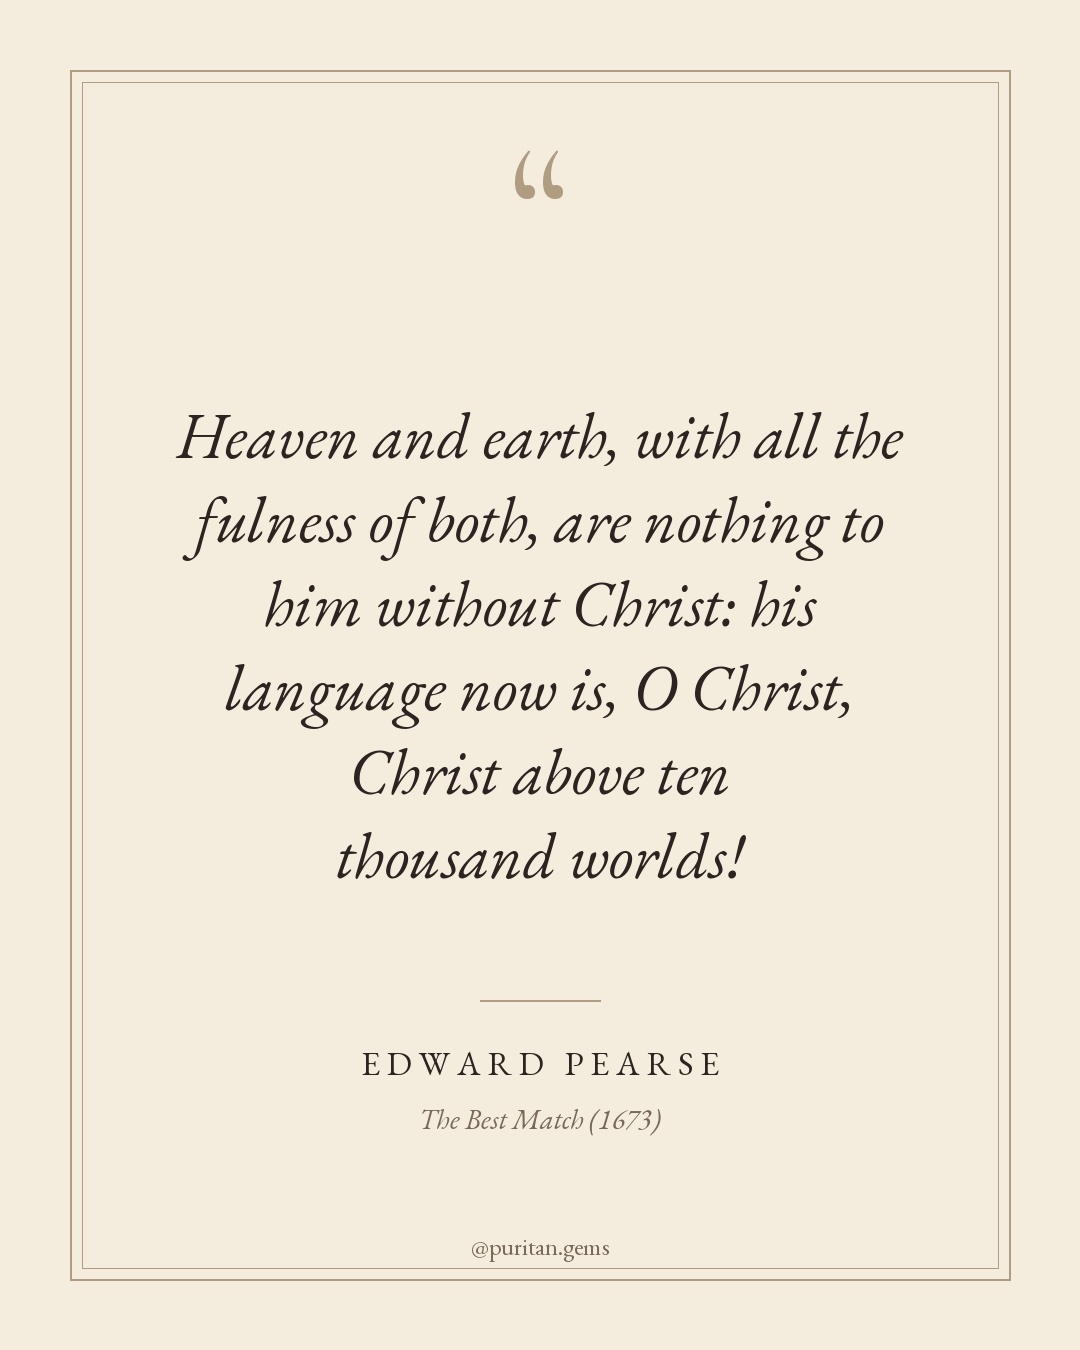 “
Heaven and earth, with all the
fulness of both, are nothing to
him without Christ: his
language now is, O Christ,
Christ above ten
thousand worlds!
EDWARD PEARSE
The Best Match (1673)
@puritan.gems